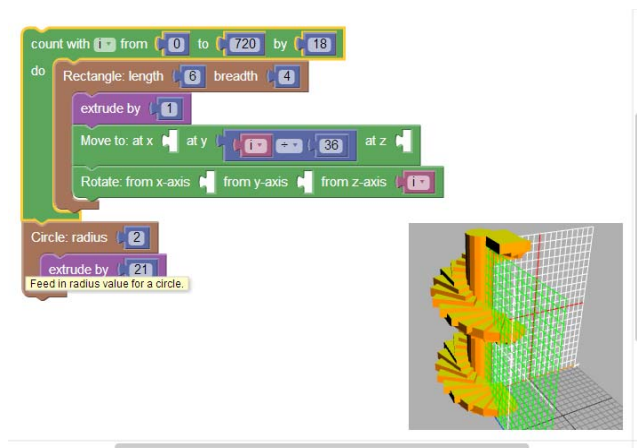 count with i from 0 to 720 by 18
do Rectangle: length 6 breadth 4
extrude by 1
Move to: at x at y i ÷ 36 at z
Rotate: from x-axis from y-axis from z-axis i
Circle: radius 2
extrude by 21
Feed in radius value for a circle.